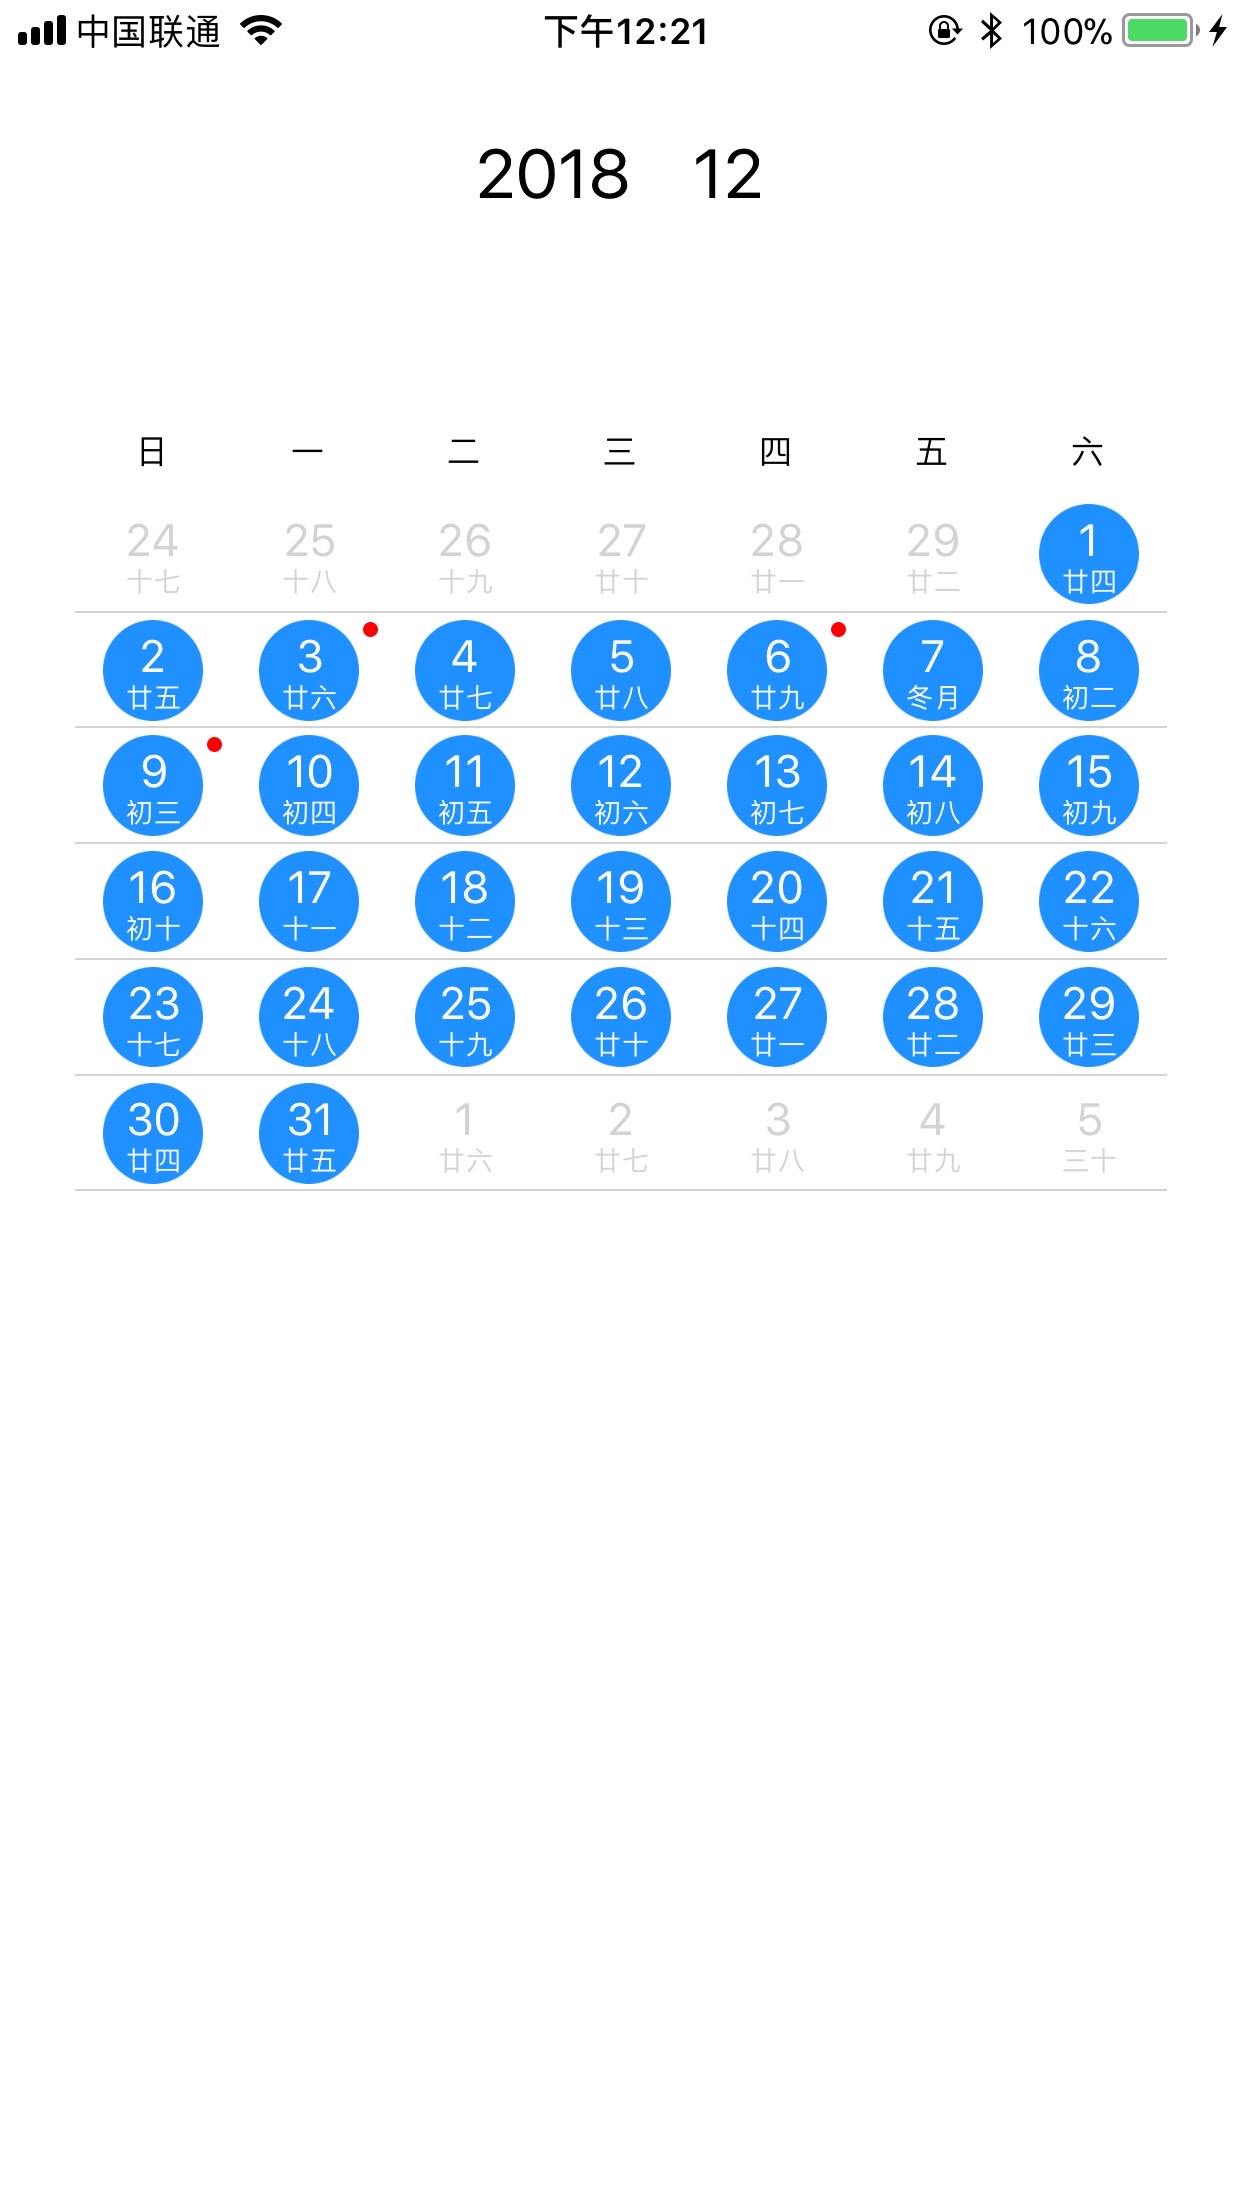 中国联通 下午12:21 100%
2018 12
日 一 二 三 四 五 六
24 25 26 27 28 29 1
十七 十八 十九 廿十 廿一 廿二 廿四
2 3 4 5 6 7 8
廿五 廿六 廿七 廿八 廿九 冬月 初二
9 10 11 12 13 14 15
初三 初四 初五 初六 初七 初八 初九
16 17 18 19 20 21 22
初十 十一 十二 十三 十四 十五 十六
23 24 25 26 27 28 29
十七 十八 十九 廿十 廿一 廿二 廿三
30 31 1 2 3 4 5
廿四 廿五 廿六 廿七 廿八 廿九 三十